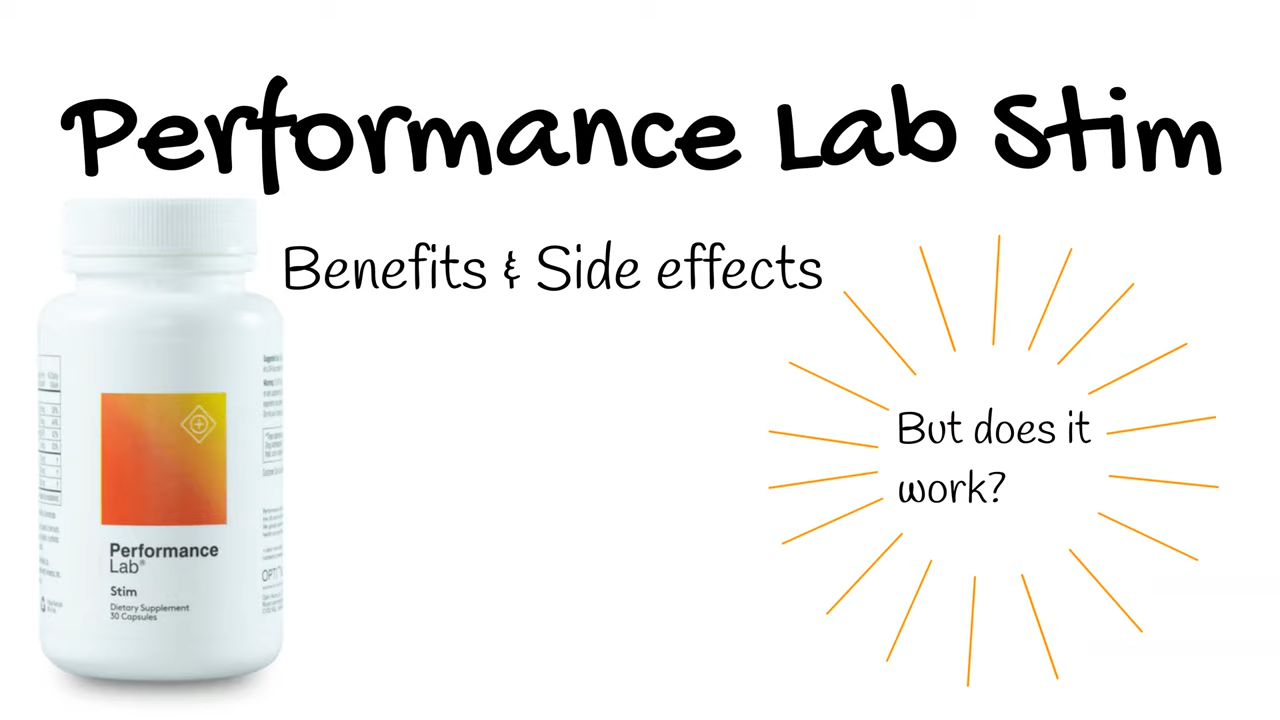 Performance Lab Stim
Benefits & Side effects
But does it
work?
Performance
Lab®
Stim
Dietary Supplement
30 Capsules